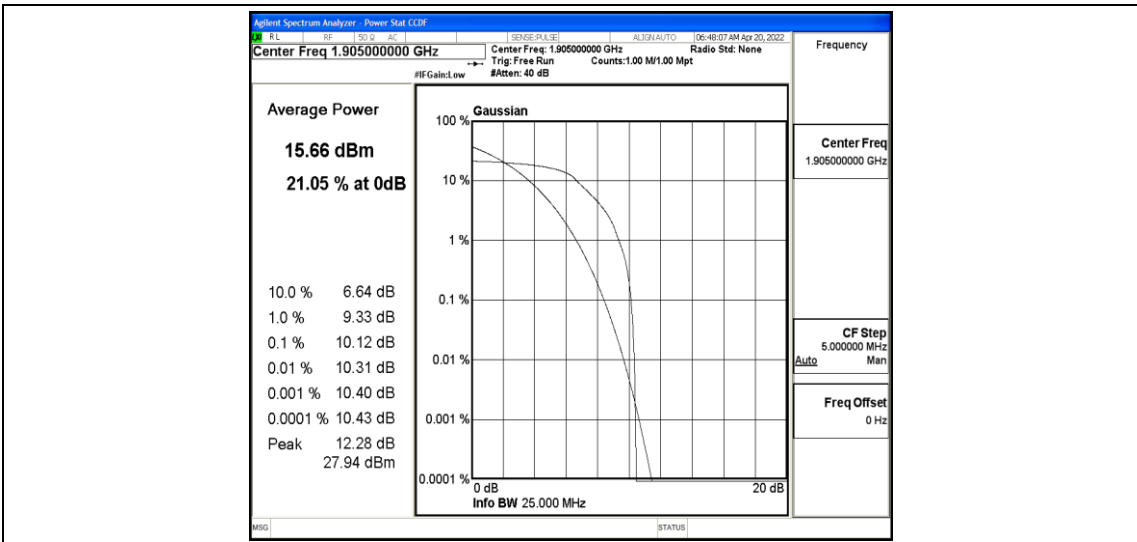 Agilent Spectrum Analyzer - Power Stat CCDF
LXI RL RF 50 Ω AC SENSE:PULSE ALIGN AUTO 06:48:07 AM Apr 20, 2022
Center Freq 1.905000000 GHz
Center Freq: 1.905000000 GHz Radio Std: None
Trig: Free Run Counts:1.00 M/1.00 Mpt
#IFGain:Low #Atten: 40 dB
Frequency
Average Power
15.66 dBm
21.05 % at 0dB
10.0 % 6.64 dB
1.0 % 9.33 dB
0.1 % 10.12 dB
0.01 % 10.31 dB
0.001 % 10.40 dB
0.0001 % 10.43 dB
Peak 12.28 dB
27.94 dBm
Gaussian
100 %
10 %
1 %
0.1 %
0.01 %
0.001 %
0.0001 %
0 dB 20 dB
Info BW 25.000 MHz
Center Freq
1.905000000 GHz
CF Step
5.000000 MHz
Auto Man
Freq Offset
0 Hz
MSG STATUS